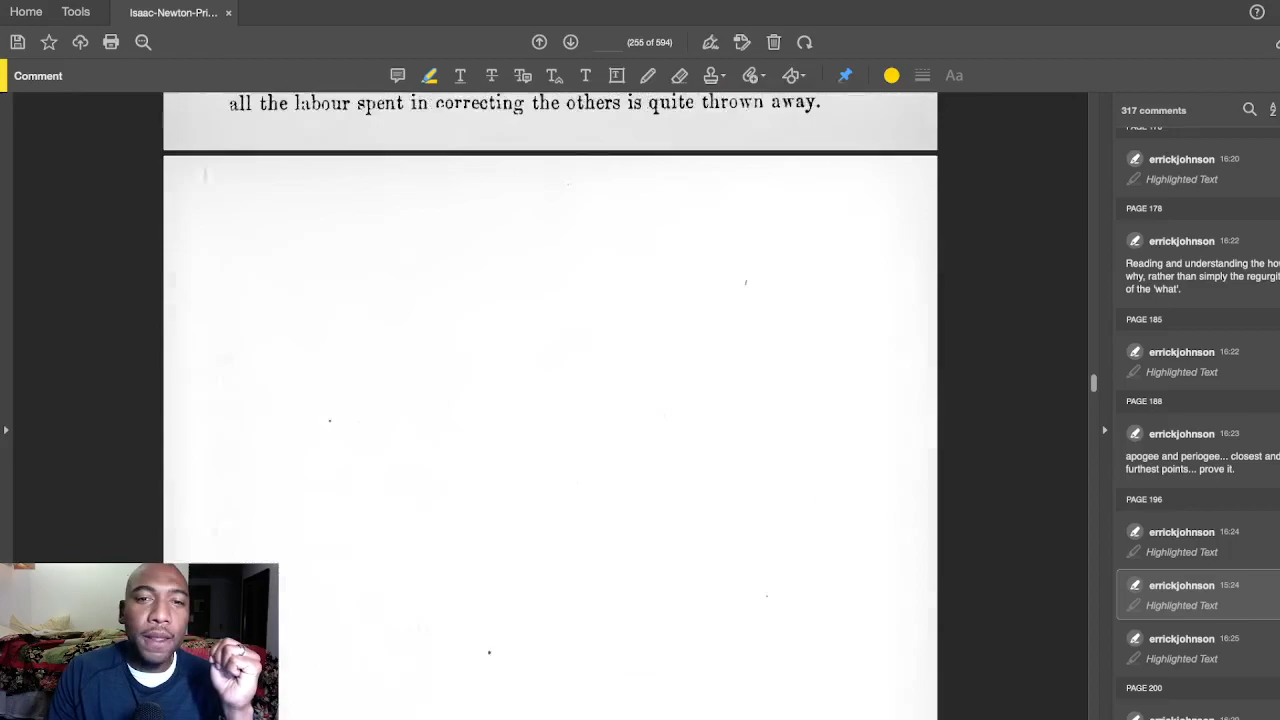 Home
Tools
Isaac-Newton-Pri...
(255 of 594)
Comment
Aa
all the labour spent in correcting the others is quite thrown away.
317 comments
errickjohnson 16:20
Highlighted Text
PAGE 178
errickjohnson 16:22
Reading and understanding the how
why, rather than simply the regurgit
of the 'what'.
PAGE 185
errickjohnson 16:22
Highlighted Text
PAGE 188
errickjohnson 16:23
apogee and periogee... closest and
furthest points... prove it.
PAGE 196
errickjohnson 16:24
Highlighted Text
errickjohnson 15:24
Highlighted Text
errickjohnson 16:25
Highlighted Text
PAGE 200